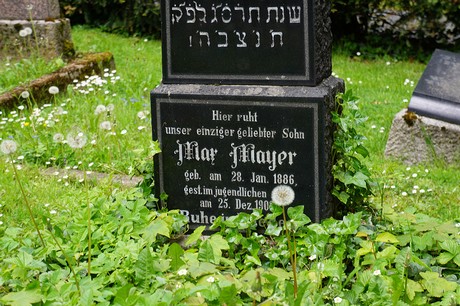 שנת תרס"ג לפ"ק
ת נ צ ב ה !
Hier ruht
unser einziger geliebter Sohn
Max Mayer
geb. am 28. Jan. 1886,
gest. im jugendlichen
am 25. Dez.
Ruhe